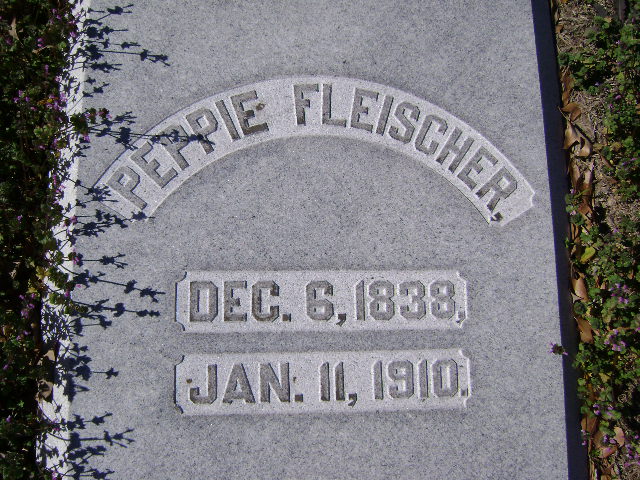 PEPPIE FLEISCHER.
DEC. 6, 1838,
JAN. 11, 1910.